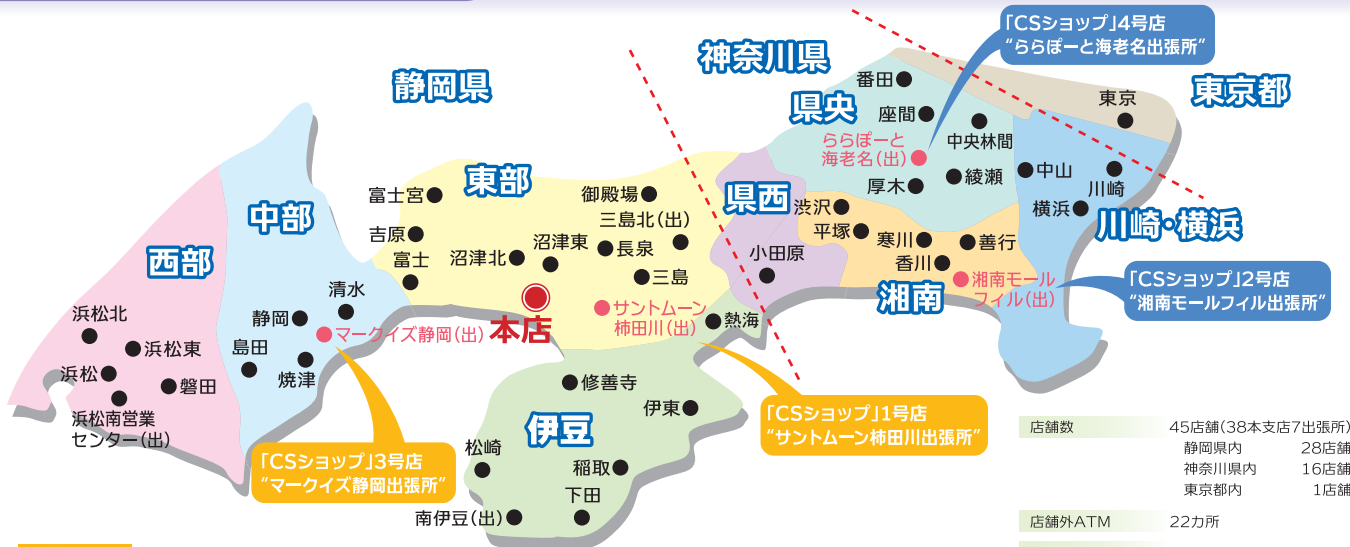 「CSショップ」4号店
“ららぽーと海老名出張所”
神奈川県
静岡県
東京都
番田
県央
座間
東京
中央林間
ららぽーと
海老名(出)
厚木
綾瀬
中山
川崎
横浜
川崎・横浜
東部
県西
富士宮
御殿場
三島北(出)
渋沢
平塚
寒川
善行
香川
中部
吉原
富士
沼津北
沼津東
長泉
三島
小田原
湘南モール
フィル(出)
湘南
「CSショップ」2号店
“湘南モールフィル出張所”
西部
清水
静岡
マークイズ静岡(出)
本店
サントムーン
柿田川(出)
熱海
浜松北
浜松東
浜松
磐田
浜松南営業
センター(出)
島田
焼津
修善寺
伊東
伊豆
「CSショップ」1号店
“サントムーン柿田川出張所”
「CSショップ」3号店
“マークイズ静岡出張所”
松崎
稲取
下田
南伊豆(出)
店舗数 45店舗(38本支店7出張所)
静岡県内 28店舗
神奈川県内 16店舗
東京都内 1店舗
店舗外ATM 22カ所